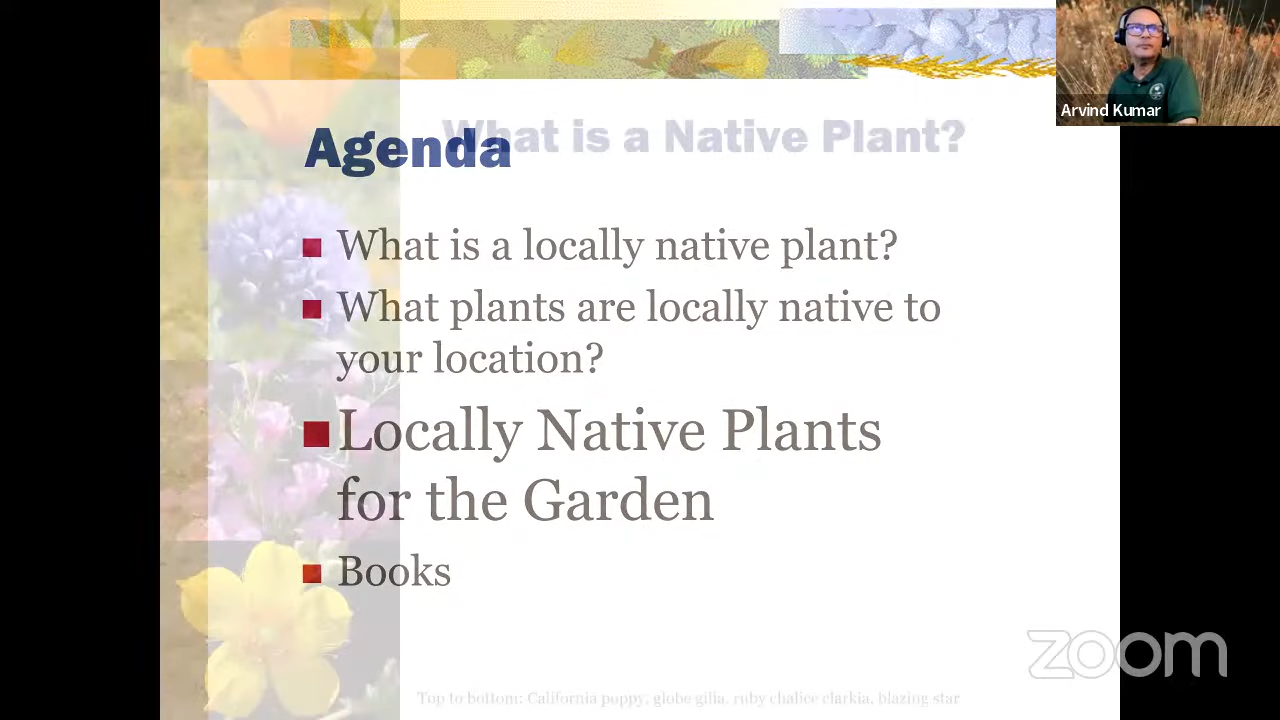 Arvind Kumar
What is a Native Plant?
Agenda
What is a locally native plant?
What plants are locally native to
your location?
Locally Native Plants
for the Garden
Books
zoom
Top to bottom: California poppy, globe gilia, ruby chalice clarkia, blazing star